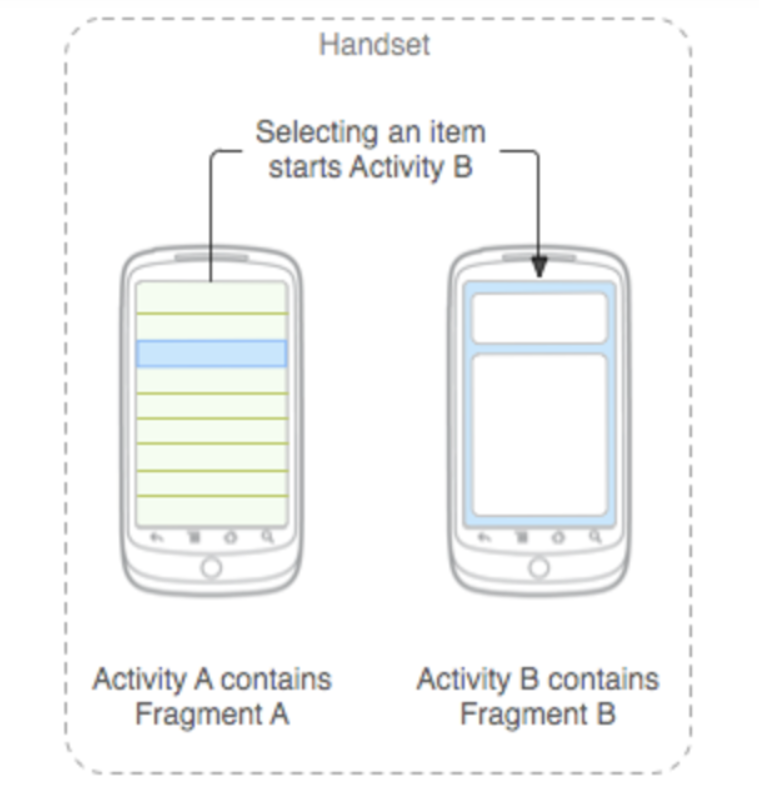 Handset
Selecting an item
starts Activity B
Activity A contains
Fragment A
Activity B contains
Fragment B